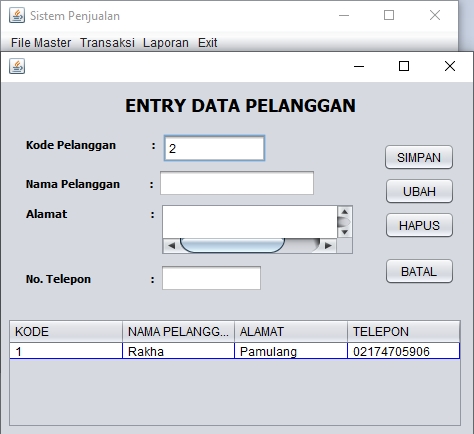 Sistem Penjualan
File Master Transaksi Laporan Exit
ENTRY DATA PELANGGAN
Kode Pelanggan : 2
SIMPAN
Nama Pelanggan :
UBAH
Alamat :
HAPUS
No. Telepon :
BATAL
KODE NAMA PELANGG... ALAMAT TELEPON
1 Rakha Pamulang 02174705906